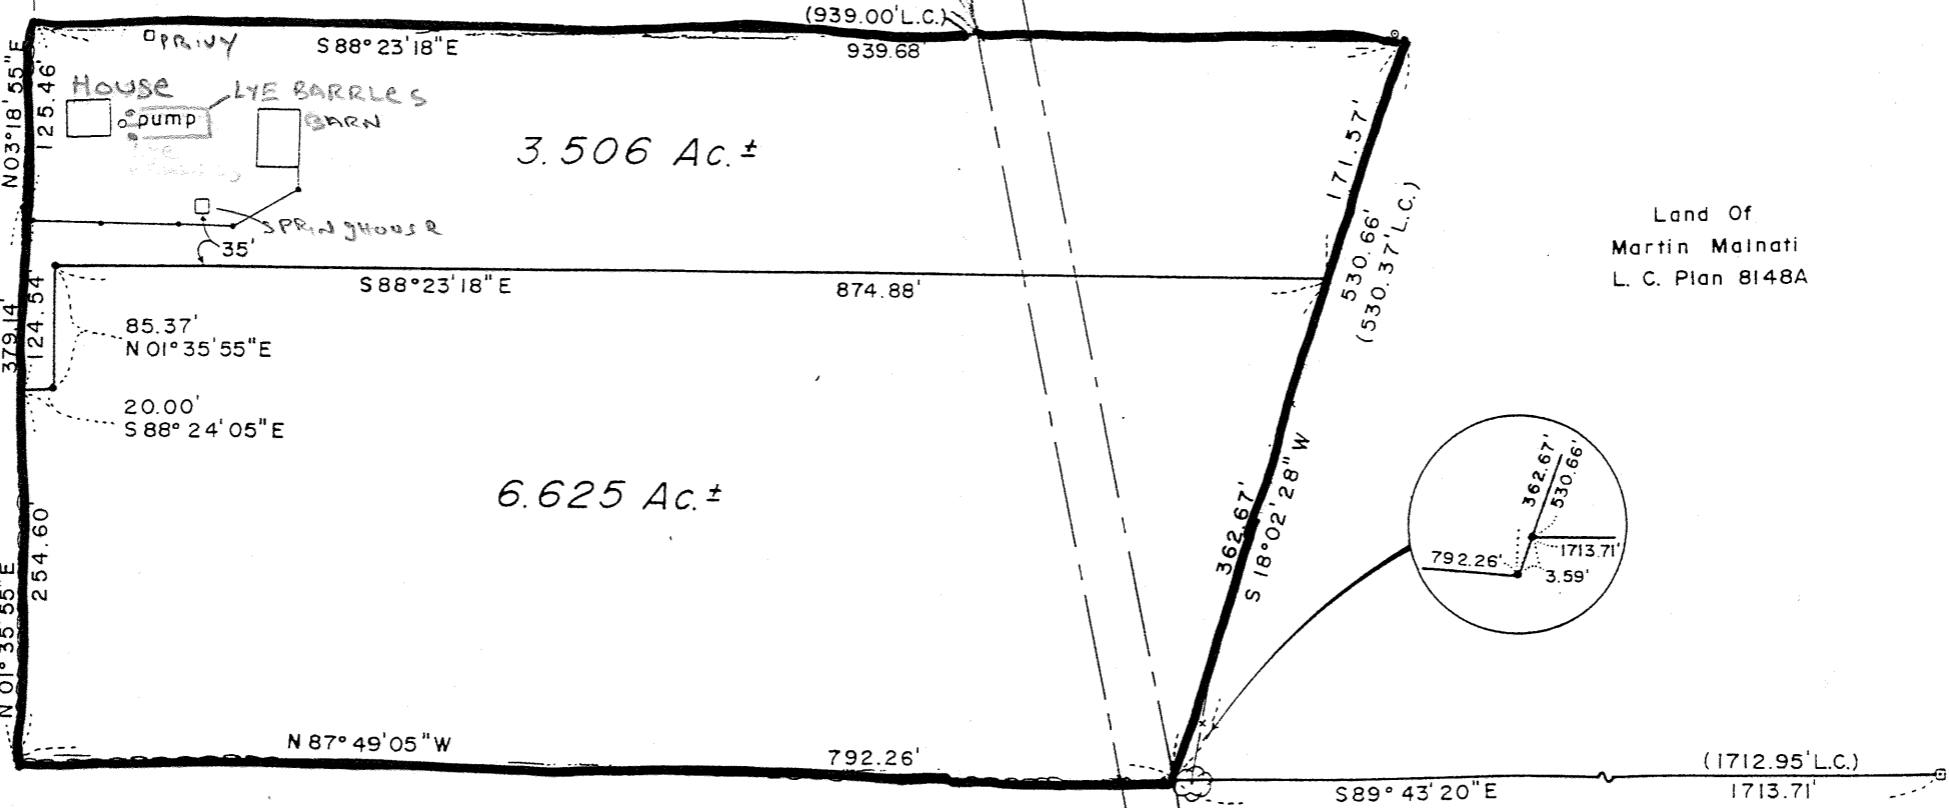 (939.00'L.C.)
PRIVY
S88°23'18"E
939.68'
N03°18'55"E
125.46'
House
LYE BARRLES
pump
BARN
3.506 Ac.±
171.57'
530.66'
(530.37'L.C.)
SPRINGHOUSE
35'
Land Of
Martin Malnati
L. C. Plan 8148A
S88°23'18"E
874.88'
379.14'
124.54'
85.37'
N 01°35'55"E
20.00'
S 88°24'05"E
6.625 Ac.±
254.60'
N 01°35'55"E
362.67'
S 18°02'28" W
362.67'
530.66'
792.26'
1713.71'
3.59'
N 87°49'05"W
792.26'
(1712.95'L.C.)
S89°43'20"E
1713.71'